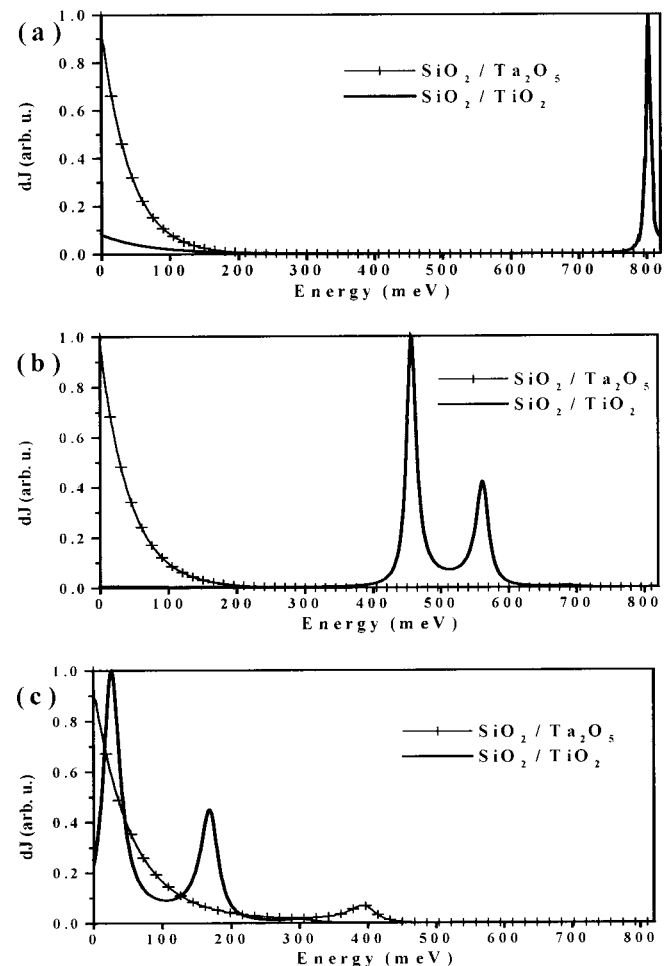 (a)
1.0
0.8
0.6
0.4
0.2
0.0
dJ (arb. u.)
SiO₂ / Ta₂O₅
SiO₂ / TiO₂
0 100 200 300 400 500 600 700 800
Energy (meV)
(b)
1.0
0.8
0.6
0.4
0.2
0.0
dJ (arb. u.)
SiO₂ / Ta₂O₅
SiO₂ / TiO₂
0 100 200 300 400 500 600 700 800
Energy (meV)
(c)
1.0
0.8
0.6
0.4
0.2
0.0
dJ (arb. u.)
SiO₂ / Ta₂O₅
SiO₂ / TiO₂
0 100 200 300 400 500 600 700 800
Energy (meV)